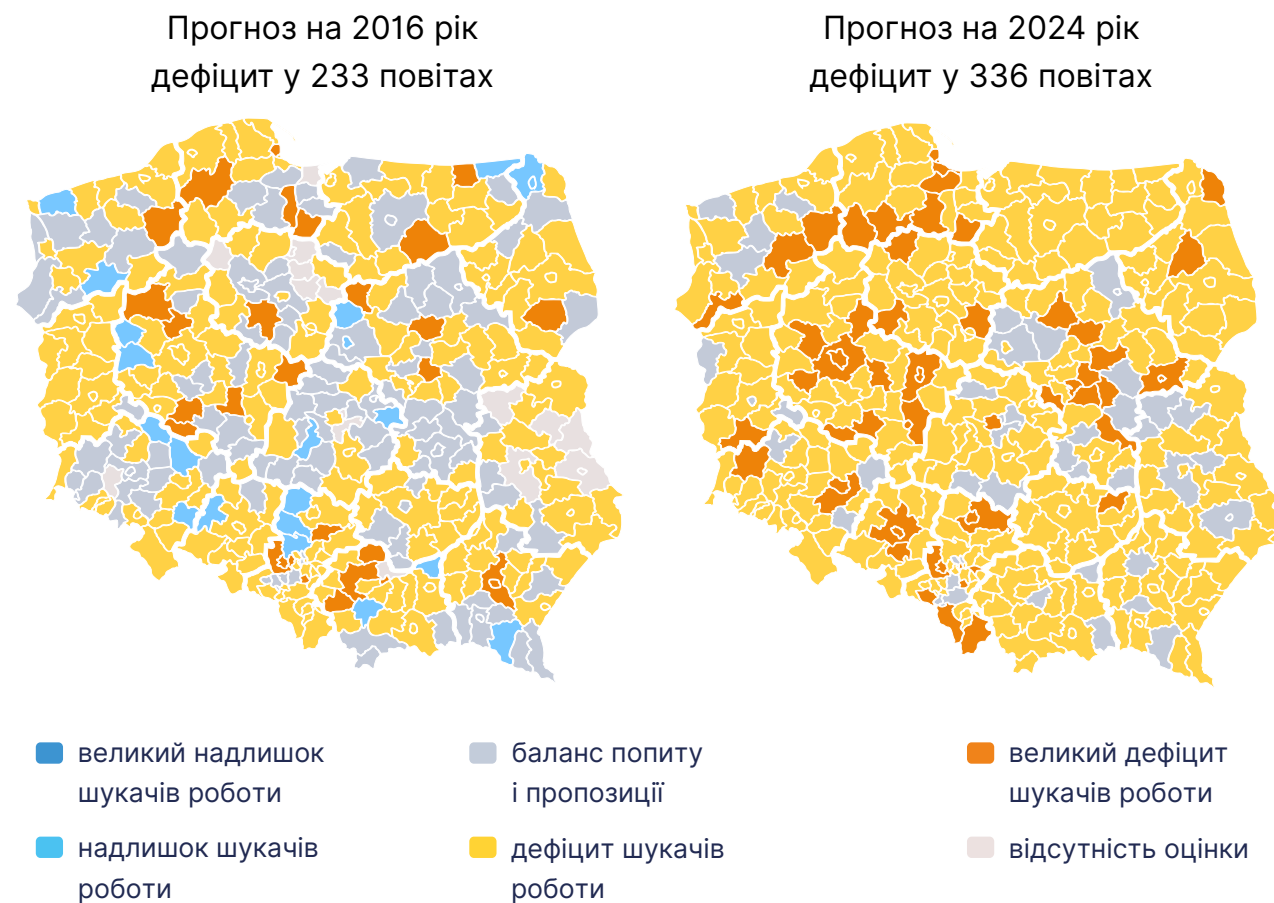 Прогноз на 2016 рік
дефіцит у 233 повітах
Прогноз на 2024 рік
дефіцит у 336 повітах
великий надлишок
шукачів роботи
надлишок шукачів
роботи
баланс попиту
і пропозиції
дефіцит шукачів
роботи
великий дефіцит
шукачів роботи
відсутність оцінки